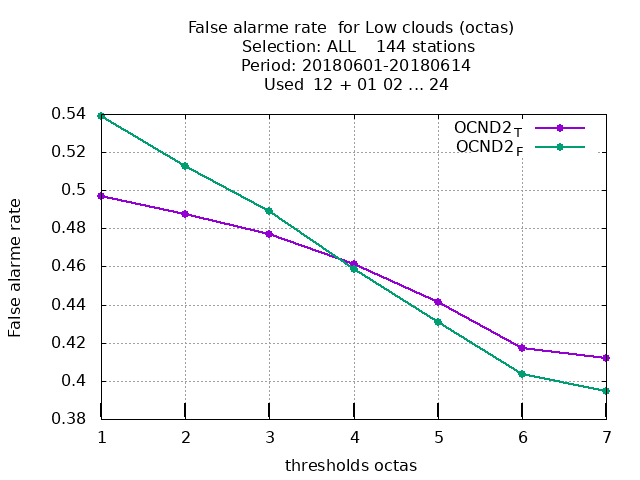 False alarme rate  for Low clouds (octas)
Selection: ALL    144 stations
Period: 20180601-20180614
Used  12 + 01 02 ... 24
OCND2T
OCND2F
0.54
0.52
0.5
0.48
0.46
0.44
0.42
0.4
0.38
False alarme rate
1 2 3 4 5 6 7
thresholds octas